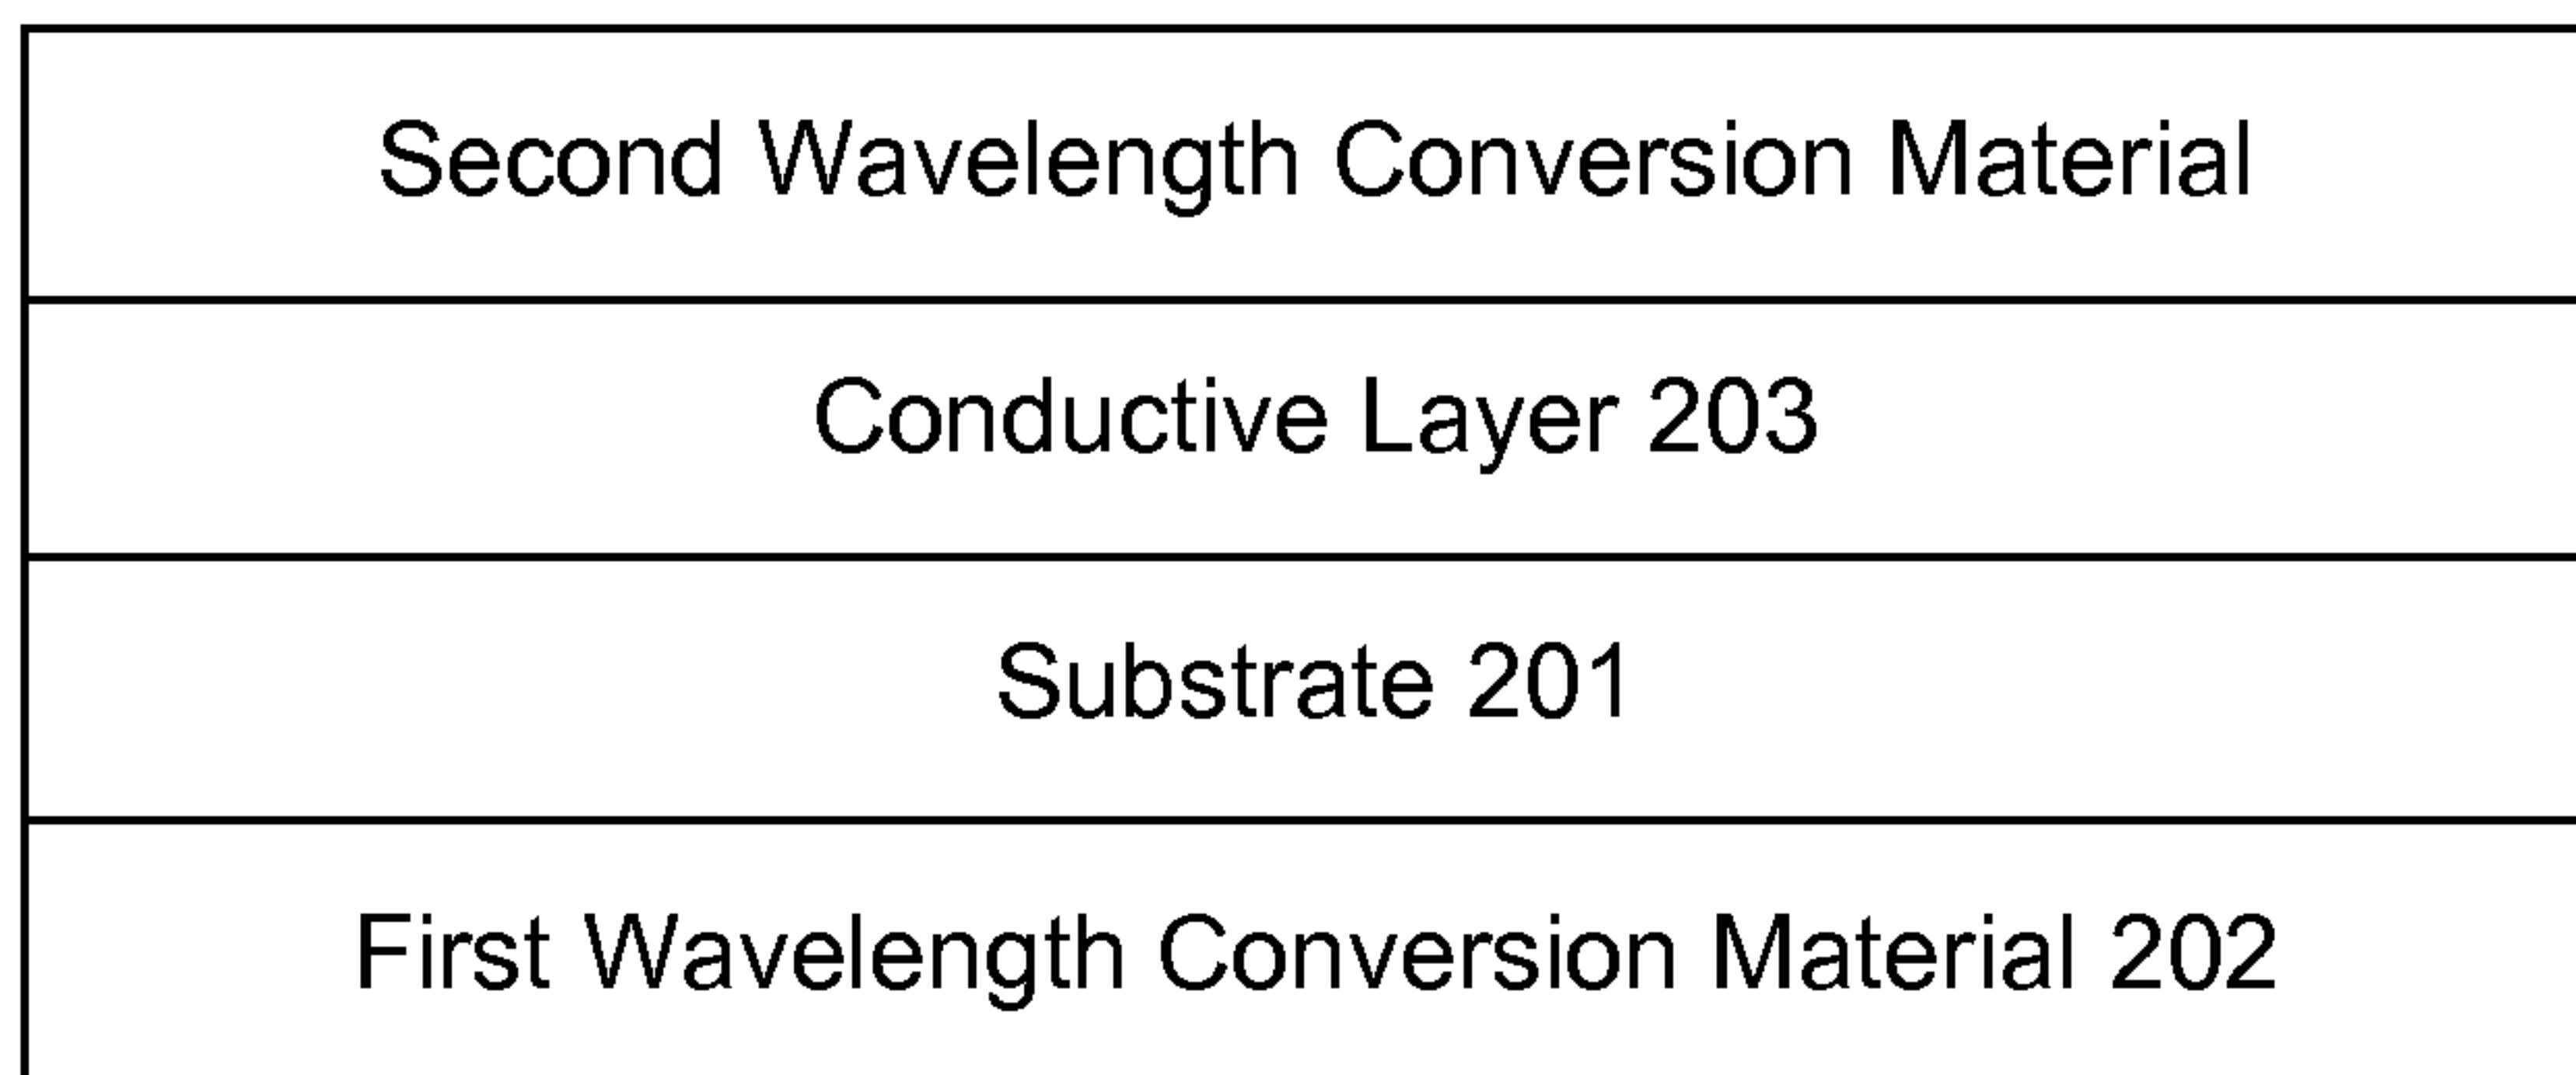 Second Wavelength Conversion Material
Conductive Layer 203
Substrate 201
First Wavelength Conversion Material 202